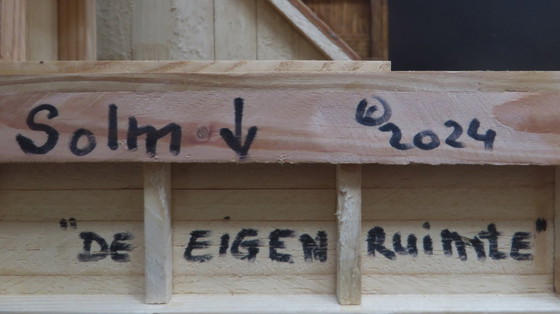 Solm ↓ © 2024
"DE EIGEN RuimtE"